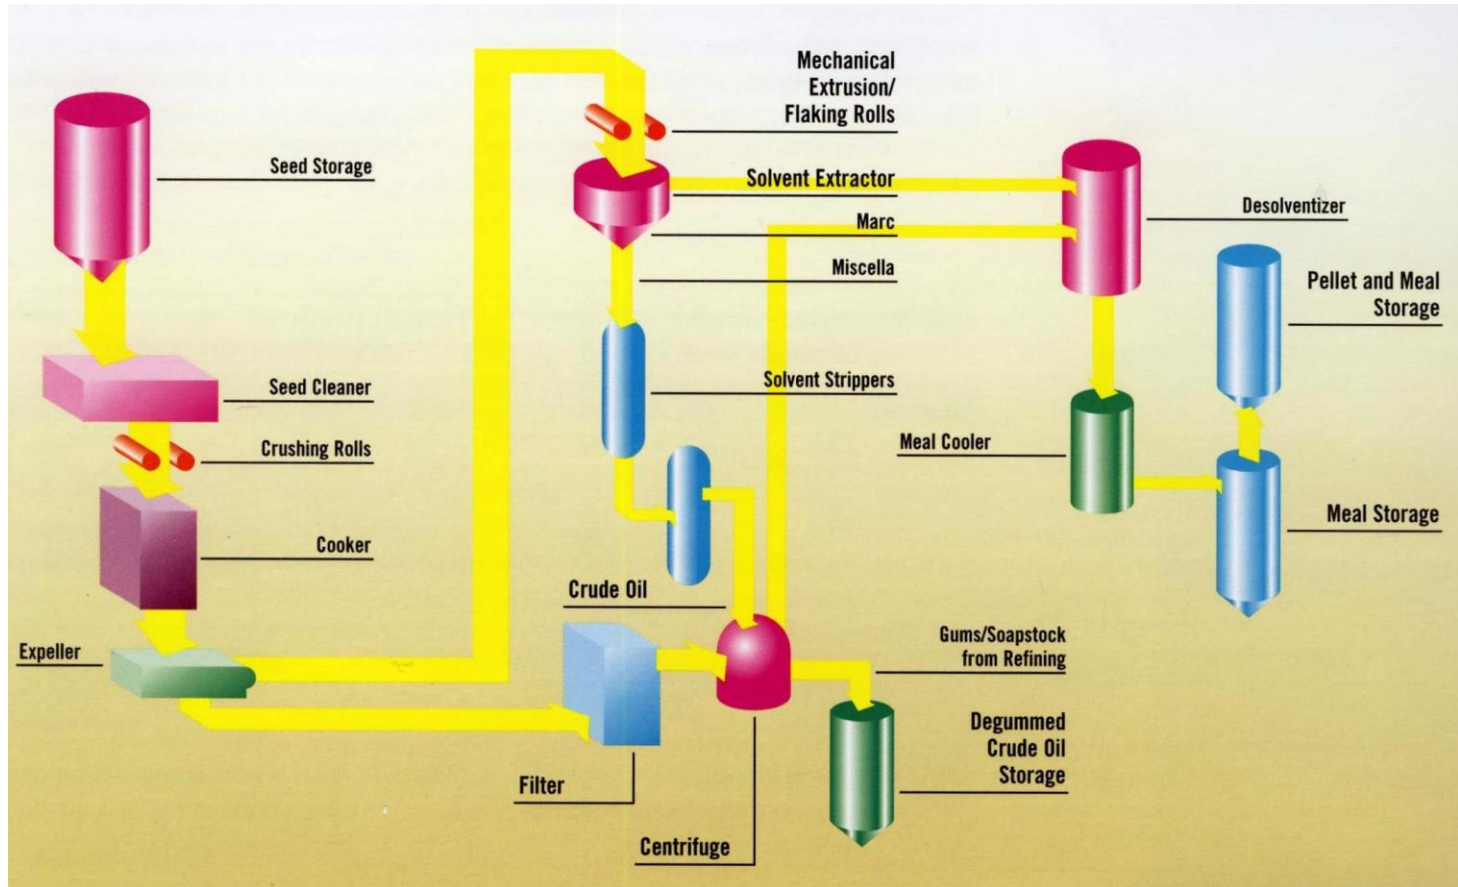 Mechanical
Extrusion/
Flaking Rolls
Seed Storage
Solvent Extractor
Marc
Miscella
Desolventizer
Pellet and Meal
Storage
Seed Cleaner
Solvent Strippers
Crushing Rolls
Meal Cooler
Meal Storage
Cooker
Crude Oil
Expeller
Gums/Soapstock
from Refining
Degummed
Crude Oil
Storage
Filter
Centrifuge